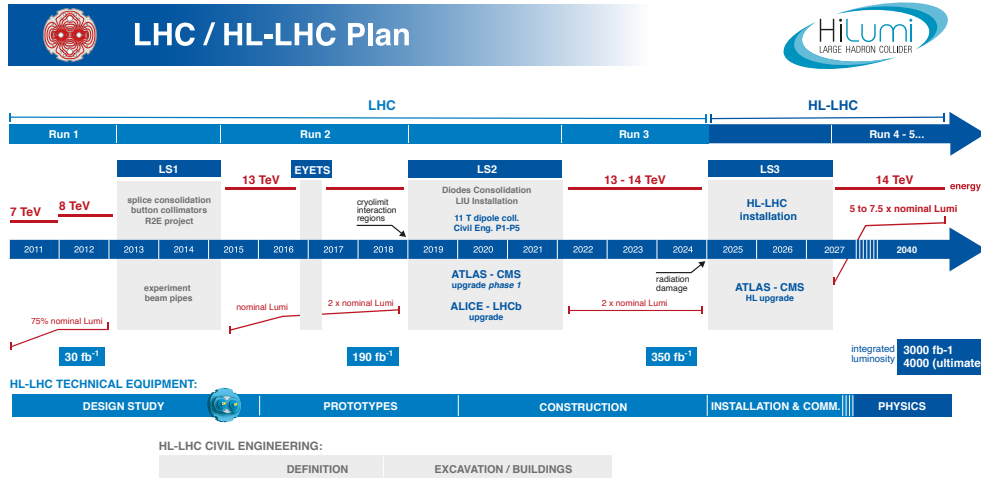 LHC / HL-LHC Plan
HiLumi
LARGE HADRON COLLIDER
LHC
HL-LHC
Run 1
Run 2
Run 3
Run 4 - 5...
LS1
EYETS
LS2
LS3
7 TeV
8 TeV
13 TeV
13 - 14 TeV
14 TeV
energy
splice consolidation
button collimators
R2E project
cryolimit
interaction
regions
Diodes Consolidation
LIU Installation
11 T dipole coll.
Civil Eng. P1-P5
HL-LHC
installation
5 to 7.5 x nominal Lumi
2011 2012 2013 2014 2015 2016 2017 2018 2019 2020 2021 2022 2023 2024 2025 2026 2027 2040
experiment
beam pipes
ATLAS - CMS
upgrade phase 1
ALICE - LHCb
upgrade
radiation
damage
ATLAS - CMS
HL upgrade
75% nominal Lumi
nominal Lumi
2 x nominal Lumi
2 x nominal Lumi
30 fb-1
190 fb-1
350 fb-1
integrated
luminosity
3000 fb-1
4000 (ultimate
HL-LHC TECHNICAL EQUIPMENT:
DESIGN STUDY
PROTOTYPES
CONSTRUCTION
INSTALLATION & COMM.
PHYSICS
HL-LHC CIVIL ENGINEERING:
DEFINITION
EXCAVATION / BUILDINGS